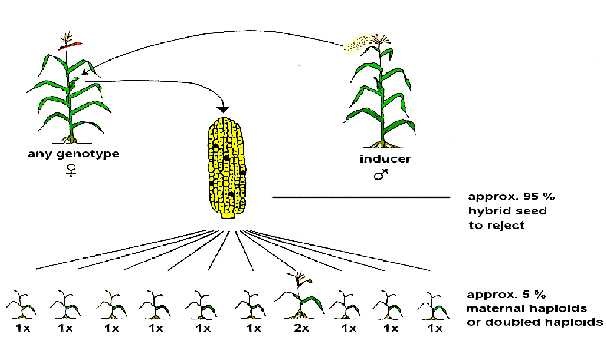 any genotype
♀
inducer
♂
approx. 95 %
hybrid seed
to reject
approx. 5 %
maternal haploids
or doubled haploids
1x 1x 1x 1x 1x 1x 2x 1x 1x 1x